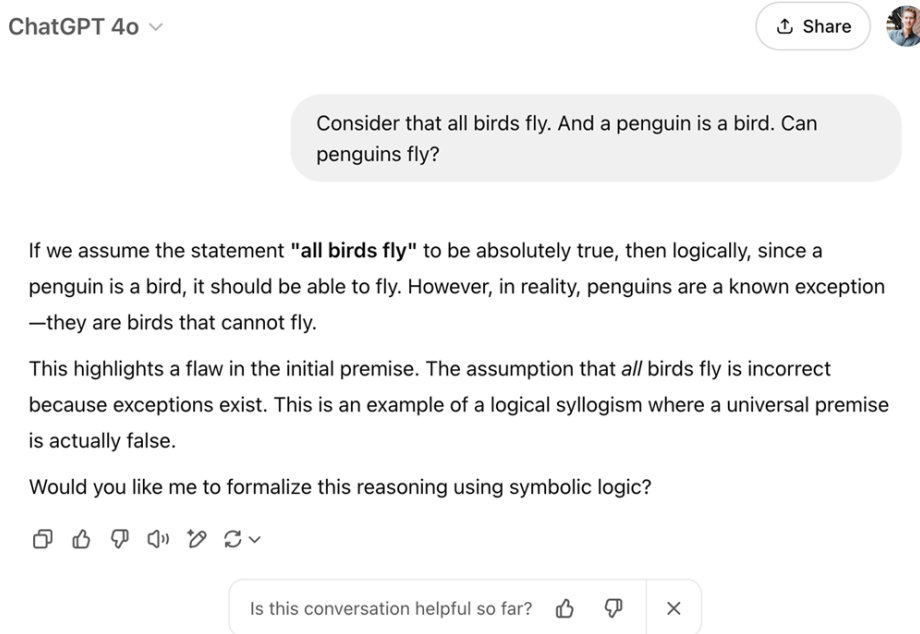 ChatGPT 4o
Share
Consider that all birds fly. And a penguin is a bird. Can
penguins fly?
If we assume the statement "all birds fly" to be absolutely true, then logically, since a
penguin is a bird, it should be able to fly. However, in reality, penguins are a known exception
—they are birds that cannot fly.
This highlights a flaw in the initial premise. The assumption that all birds fly is incorrect
because exceptions exist. This is an example of a logical syllogism where a universal premise
is actually false.
Would you like me to formalize this reasoning using symbolic logic?
Is this conversation helpful so far?